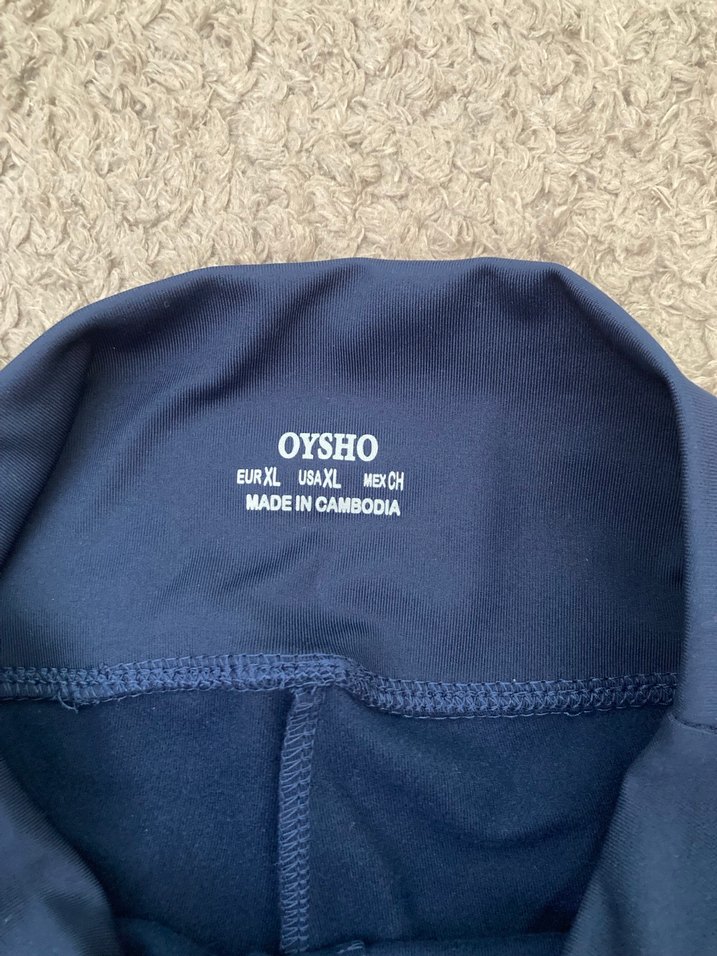 OYSHO
EUR XL USA XL MEX CH
MADE IN CAMBODIA